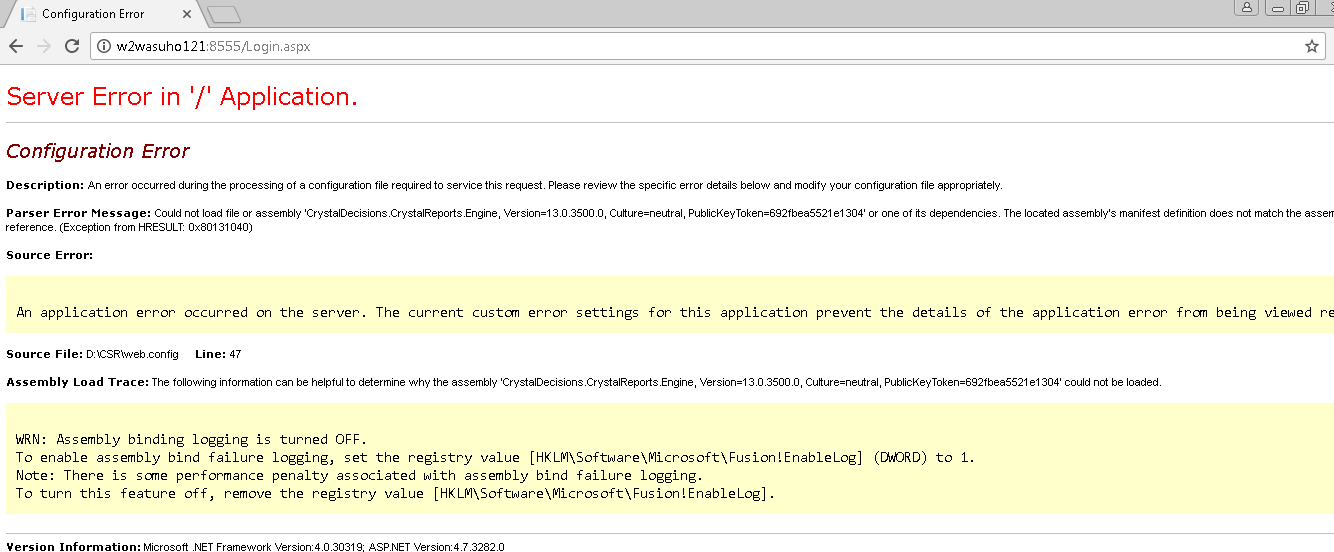 Configuration Error
w2wasuho121:8555/Login.aspx
Server Error in '/' Application.
Configuration Error
Description: An error occurred during the processing of a configuration file required to service this request. Please review the specific error details below and modify your configuration file appropriately.
Parser Error Message: Could not load file or assembly 'CrystalDecisions.CrystalReports.Engine, Version=13.0.3500.0, Culture=neutral, PublicKeyToken=692fbea5521e1304' or one of its dependencies. The located assembly's manifest definition does not match the assem
reference. (Exception from HRESULT: 0x80131040)
Source Error:
An application error occurred on the server. The current custom error settings for this application prevent the details of the application error from being viewed re
Source File: D:\CSR\web.config Line: 47
Assembly Load Trace: The following information can be helpful to determine why the assembly 'CrystalDecisions.CrystalReports.Engine, Version=13.0.3500.0, Culture=neutral, PublicKeyToken=692fbea5521e1304' could not be loaded.
WRN: Assembly binding logging is turned OFF.
To enable assembly bind failure logging, set the registry value [HKLM\Software\Microsoft\Fusion!EnableLog] (DWORD) to 1.
Note: There is some performance penalty associated with assembly bind failure logging.
To turn this feature off, remove the registry value [HKLM\Software\Microsoft\Fusion!EnableLog].
Version Information: Microsoft .NET Framework Version:4.0.30319; ASP.NET Version:4.7.3282.0